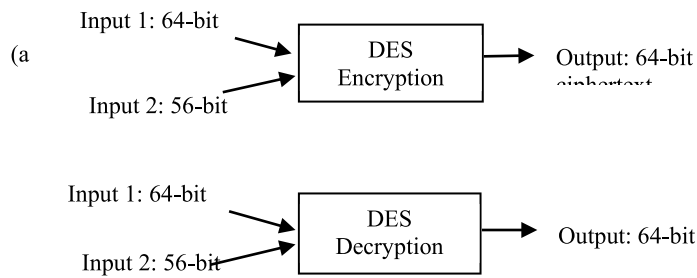 Input 1: 64-bit
(a
DES
Encryption
Output: 64-bit
ciphertext
Input 2: 56-bit
Input 1: 64-bit
DES
Decryption
Output: 64-bit
Input 2: 56-bit